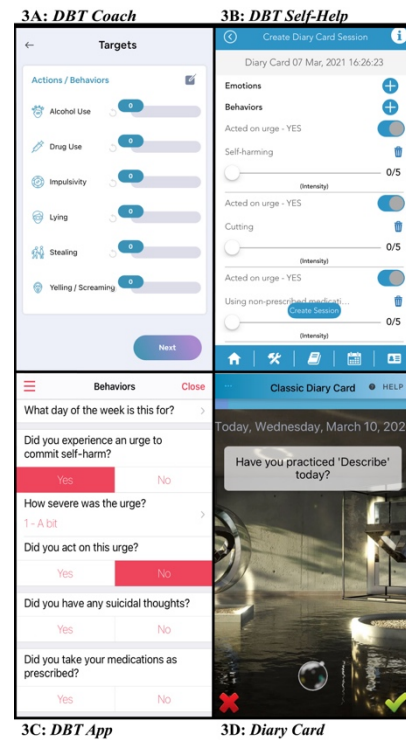 3A: DBT Coach
3B: DBT Self-Help
Targets
Actions / Behaviors
Alcohol Use
0
Drug Use
0
Impulsivity
0
Lying
0
Stealing
0
Yelling / Screaming
0
Next
Create Diary Card Session
i
Diary Card 07 Mar, 2021 16:26:23
Emotions
Behaviors
Acted on urge - YES
Self-harming
0/5
(Intensity)
Acted on urge - YES
Cutting
0/5
(Intensity)
Acted on urge - YES
Using non-prescribed medicati...
Create Session
0/5
(Intensity)
Behaviors
Close
What day of the week is this for?
Did you experience an urge to
commit self-harm?
Yes No
How severe was the urge?
1 - A bit
Did you act on this urge?
Yes No
Did you have any suicidal thoughts?
Yes No
Did you take your medications as
prescribed?
Yes No
Classic Diary Card
HELP
Today, Wednesday, March 10, 202
Have you practiced 'Describe'
today?
3C: DBT App
3D: Diary Card